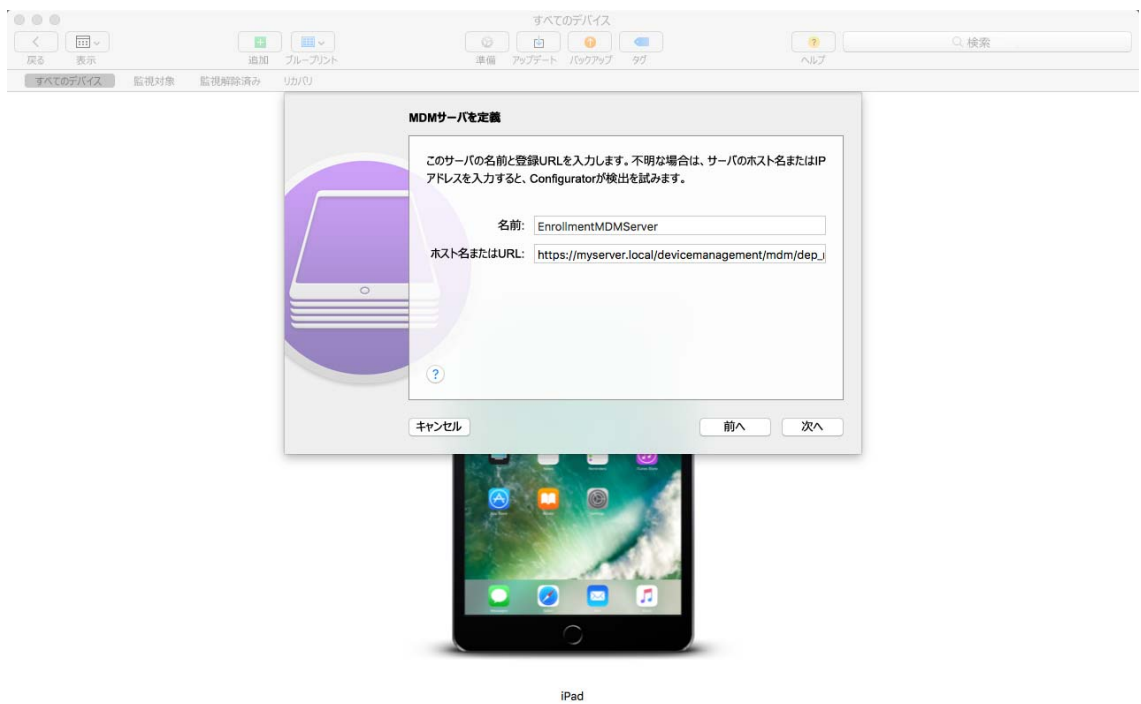 すべてのデバイス
戻る 表示 追加 ブループリント 準備 アップデート バックアップ タグ ヘルプ 検索
すべてのデバイス 監視対象 監視解除済み リカバリ
MDMサーバを定義
このサーバの名前と登録URLを入力します。不明な場合は、サーバのホスト名またはIP
アドレスを入力すると、Configuratorが検出を試みます。
名前: EnrollmentMDMServer
ホスト名またはURL: https://myserver.local/devicemanagement/mdm/dep_
?
キャンセル 前へ 次へ
iPad